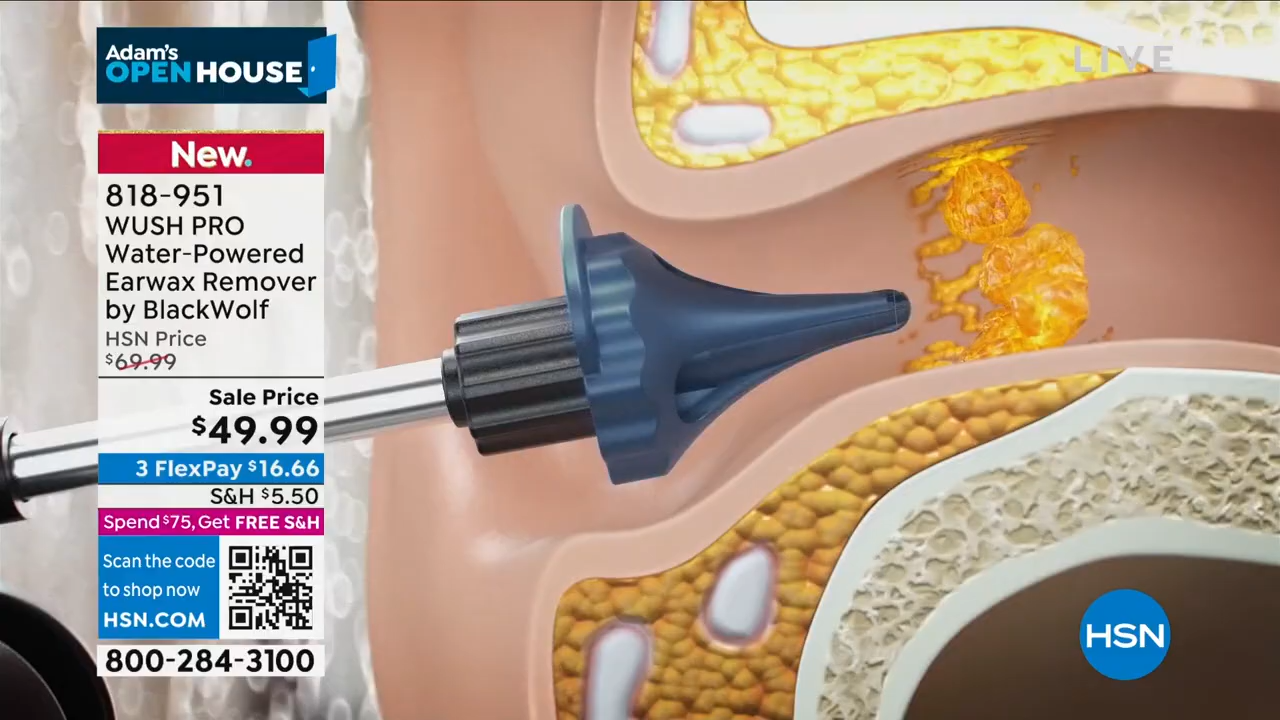 Adam's
OPEN HOUSE
LIVE
New.
818-951
WUSH PRO
Water-Powered
Earwax Remover
by BlackWolf
HSN Price
$69.99
Sale Price
$49.99
3 FlexPay $16.66
S&H $5.50
Spend $75, Get FREE S&H
Scan the code
to shop now
HSN.COM
800-284-3100
HSN